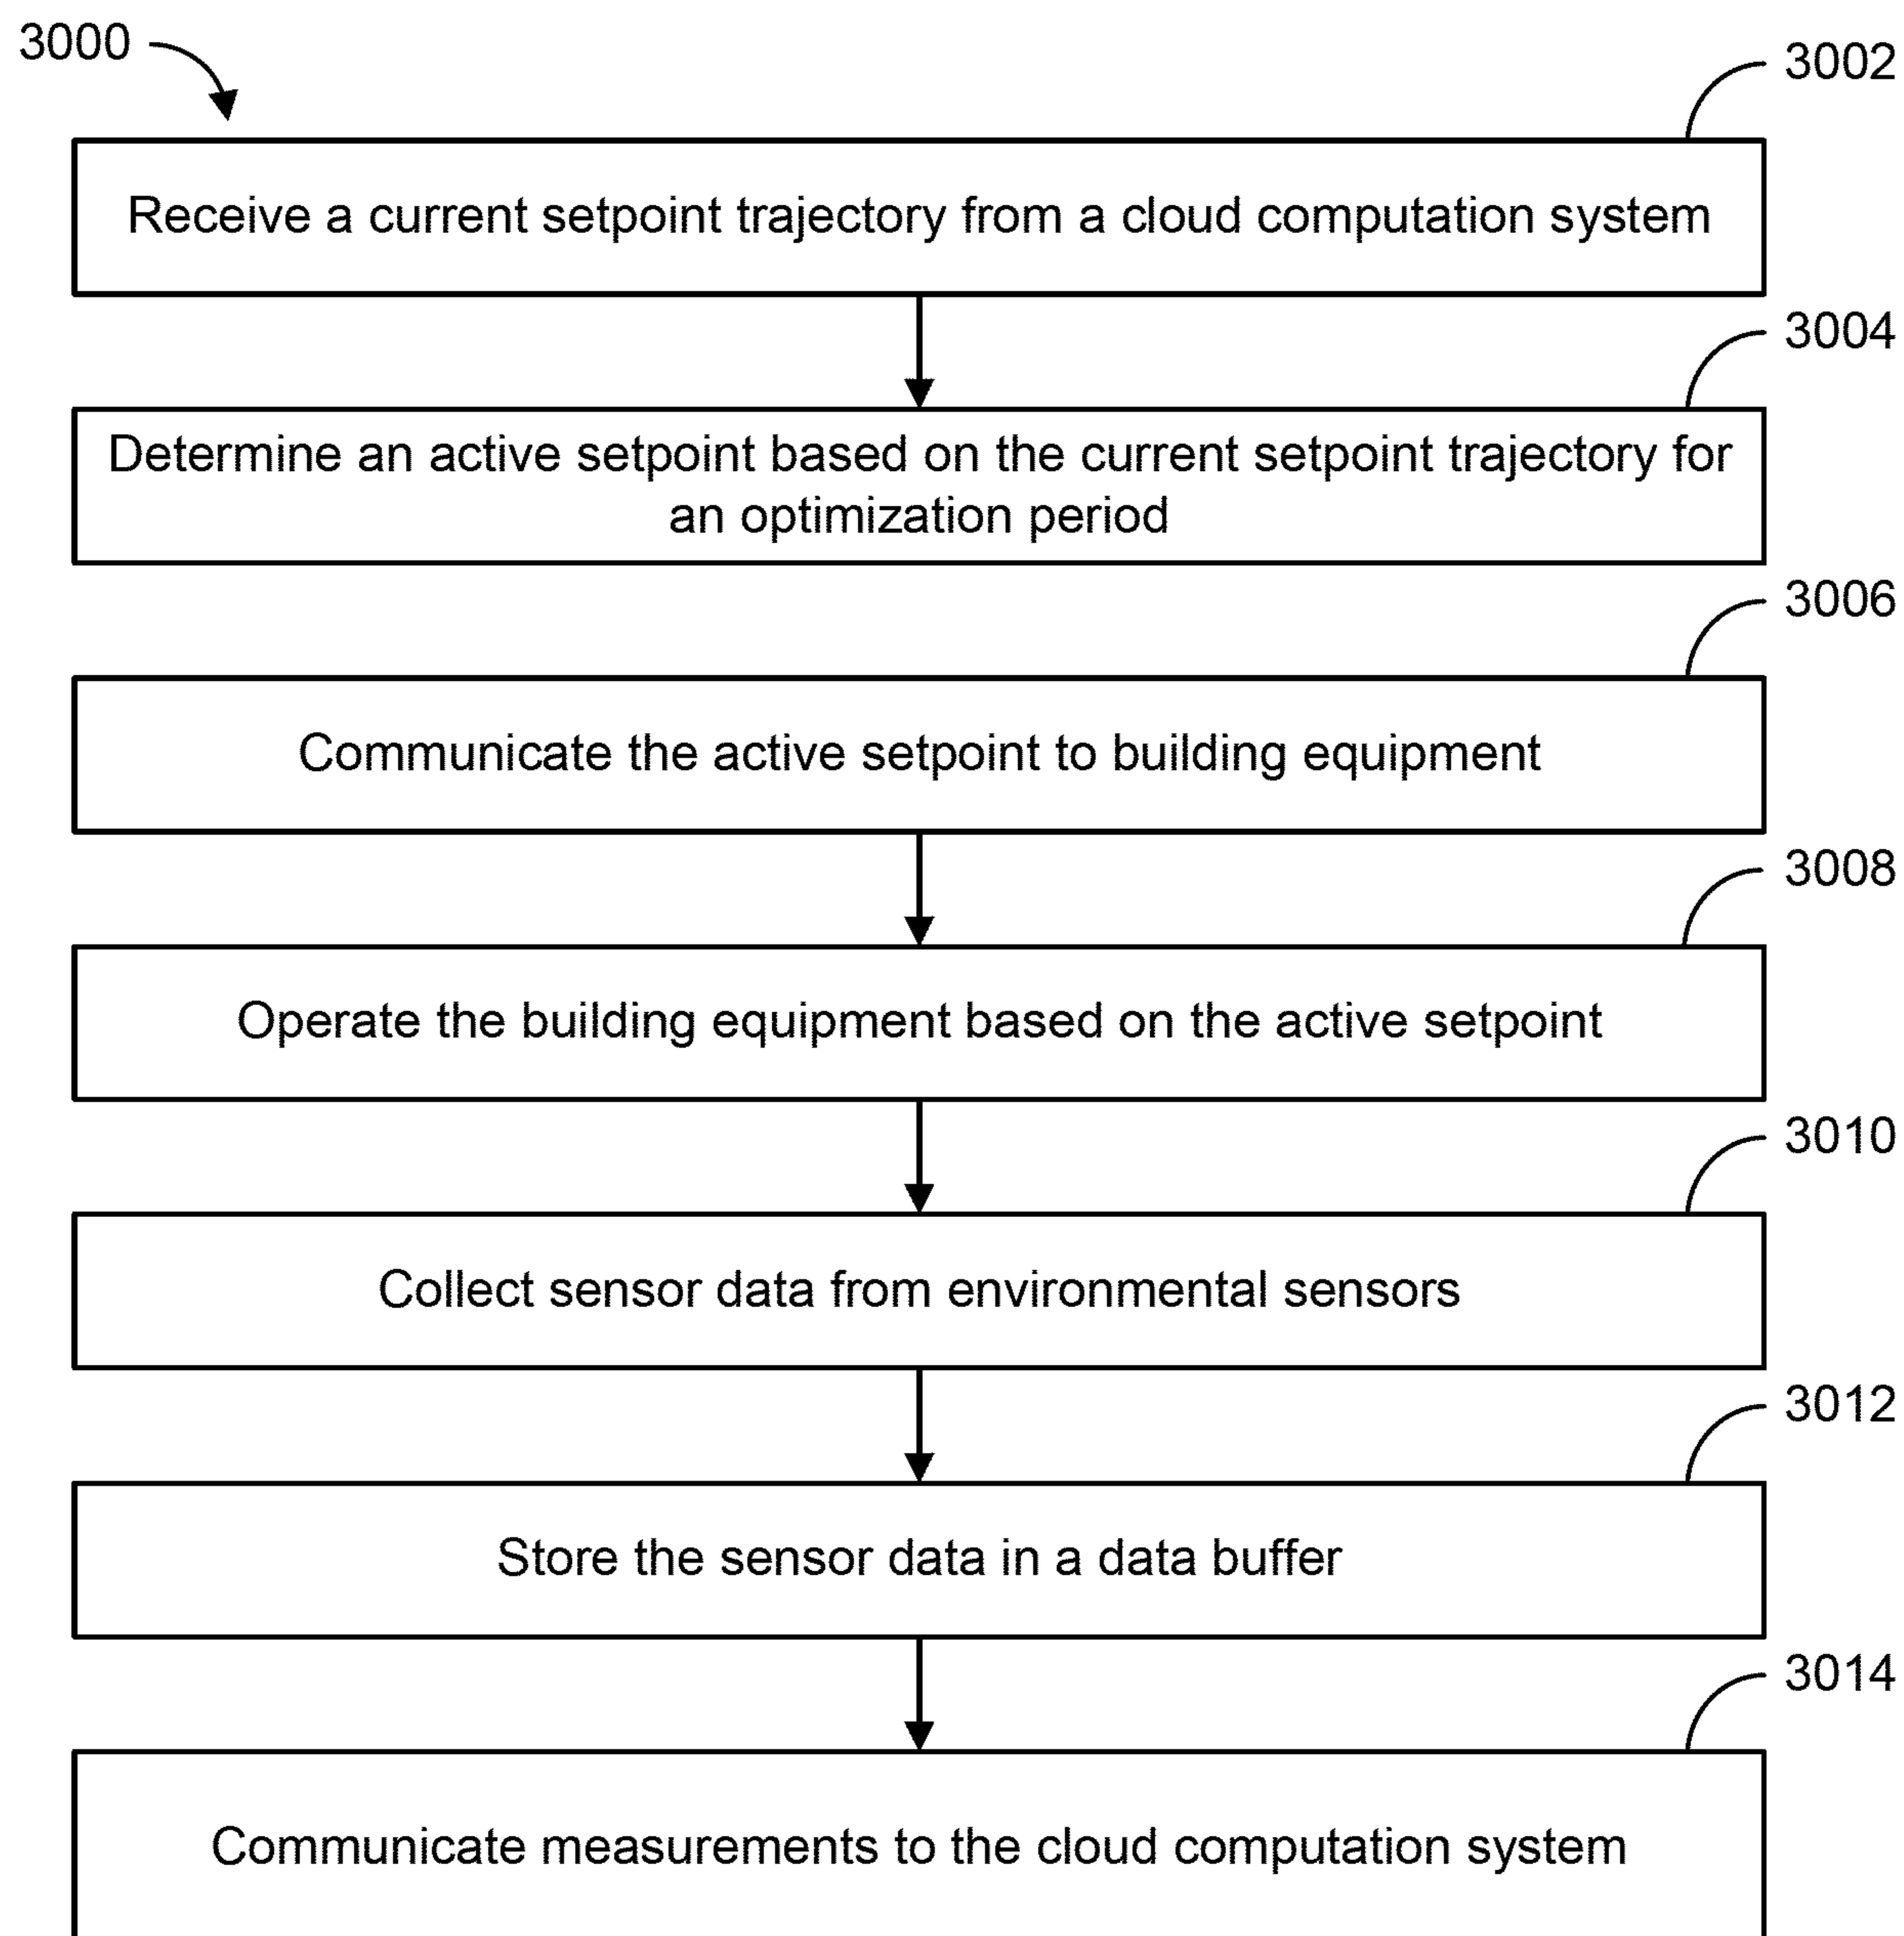 3000
3002
Receive a current setpoint trajectory from a cloud computation system
3004
Determine an active setpoint based on the current setpoint trajectory for
an optimization period
3006
Communicate the active setpoint to building equipment
3008
Operate the building equipment based on the active setpoint
3010
Collect sensor data from environmental sensors
3012
Store the sensor data in a data buffer
3014
Communicate measurements to the cloud computation system